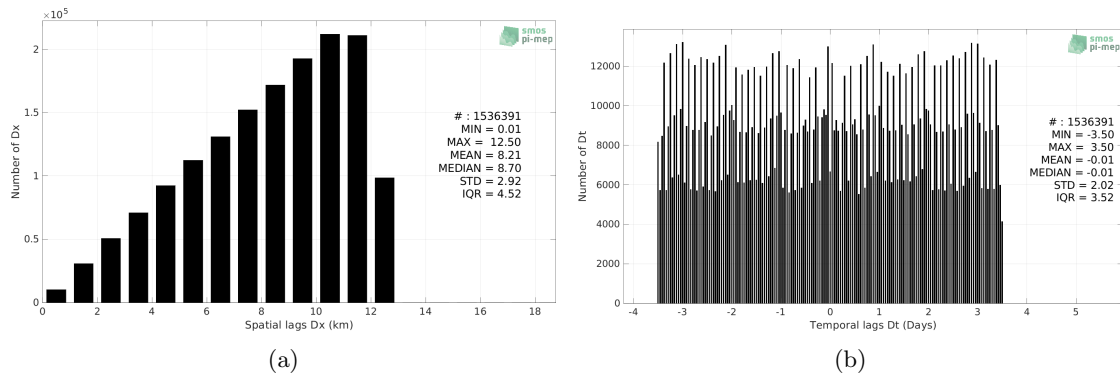 ×10⁵
smos
pi-mep
2
1.5
1
0.5
0
Number of Dx
# : 1536391
MIN = 0.01
MAX = 12.50
MEAN = 8.21
MEDIAN = 8.70
STD = 2.92
IQR = 4.52
0 2 4 6 8 10 12 14 16 18
Spatial lags Dx (km)
(a)
smos
pi-mep
12000
10000
8000
6000
4000
2000
0
Number of Dt
# : 1536391
MIN = -3.50
MAX = 3.50
MEAN = -0.01
MEDIAN = -0.01
STD = 2.02
IQR = 3.52
-4 -3 -2 -1 0 1 2 3 4 5
Temporal lags Dt (Days)
(b)